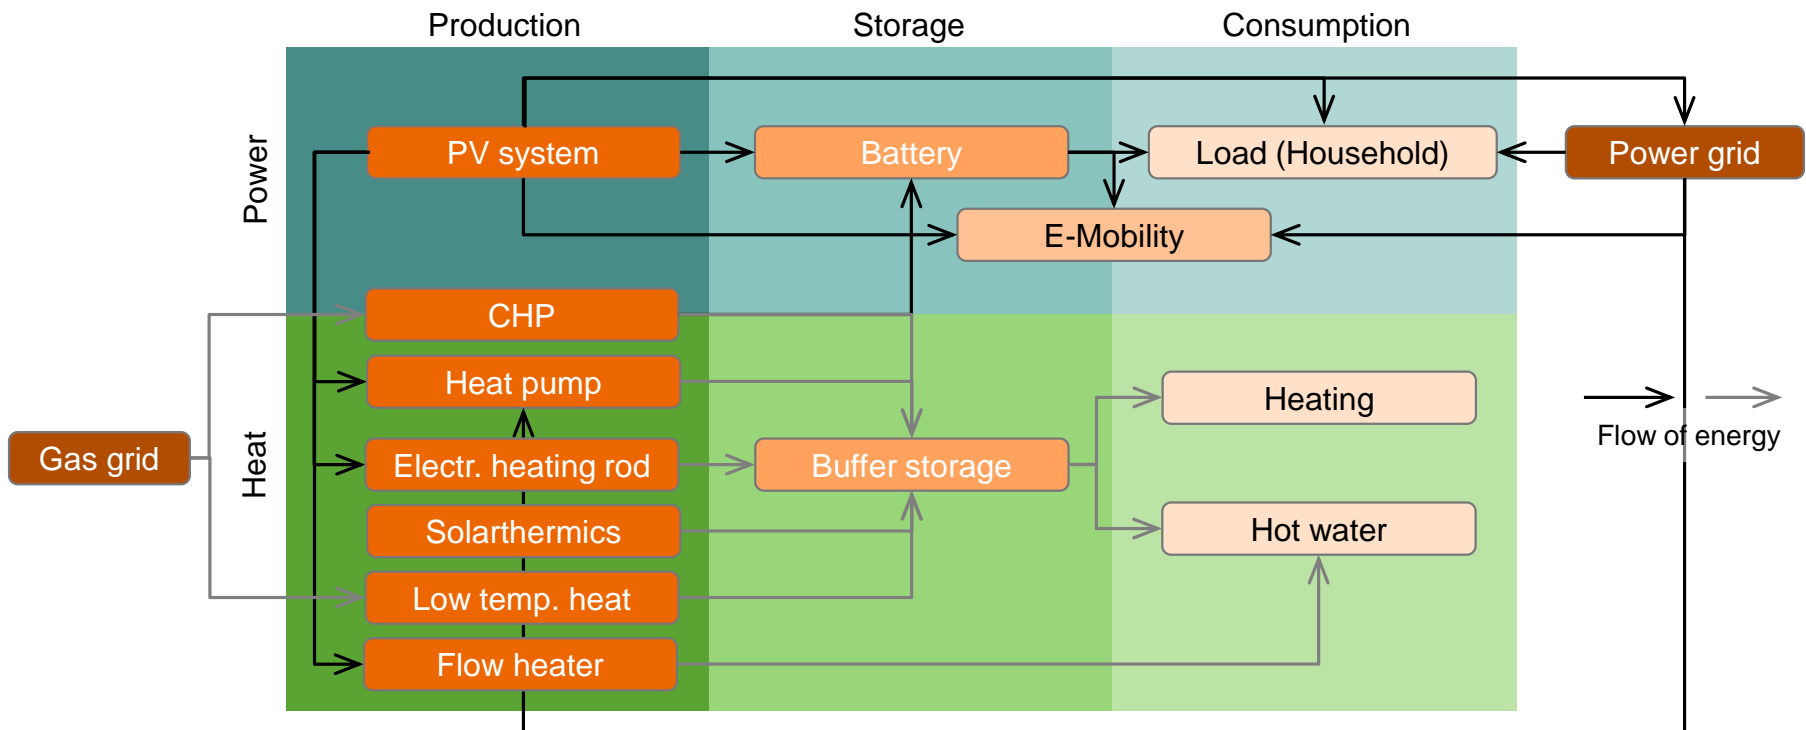 Production
Storage
Consumption
Power
PV system
Battery
Load (Household)
Power grid
E-Mobility
CHP
Heat pump
Heating
Heat
Gas grid
Electr. heating rod
Buffer storage
Flow of energy
Solarthermics
Hot water
Low temp. heat
Flow heater